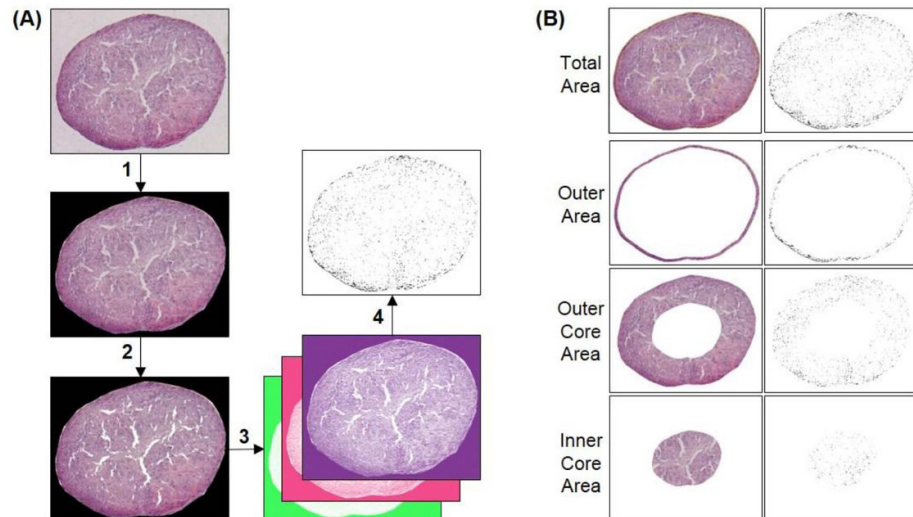 (A)
1
2
3
4
(B)
Total
Area
Outer
Area
Outer
Core
Area
Inner
Core
Area